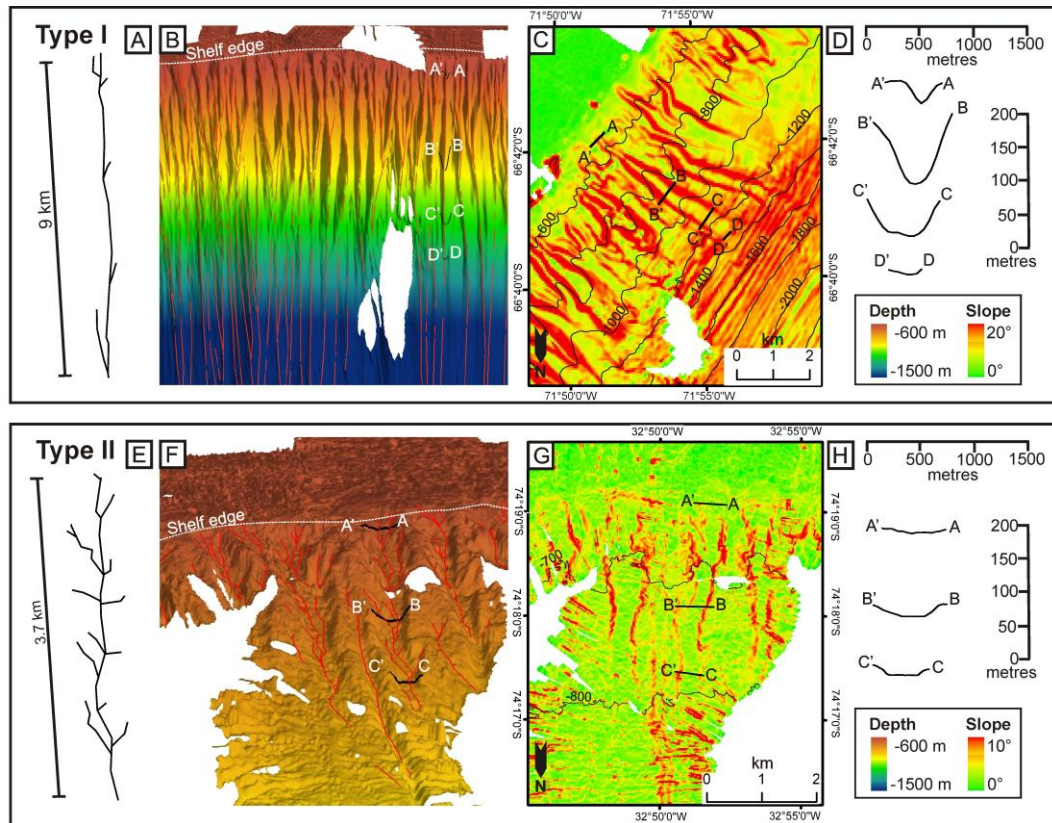 Type I
A
B
C
D
9 km
Shelf edge
A' A
B' B
C' C
D' D
71°50'0"W 71°55'0"W
66°42'0"S
66°40'0"S
-600
-800
-1000
-1200
-1400
-1600
-1800
-2000
A' A
B' B
C' C
D' D
N
km
0 1 2
71°50'0"W 71°55'0"W
0 500 1000 1500
metres
A' A
B' B
C' C
D' D
200
150
100
50
0
metres
Depth Slope
-600 m 20°
-1500 m 0°
Type II
E
F
G
H
3.7 km
Shelf edge
A' A
B' B
C' C
32°50'0"W 32°55'0"W
74°19'0"S
74°18'0"S
74°17'0"S
-700
-800
A' A
B' B
C' C
N
km
0 1 2
32°50'0"W 32°55'0"W
0 500 1000 1500
metres
A' A
B' B
C' C
200
150
100
50
0
metres
Depth Slope
-600 m 10°
-1500 m 0°